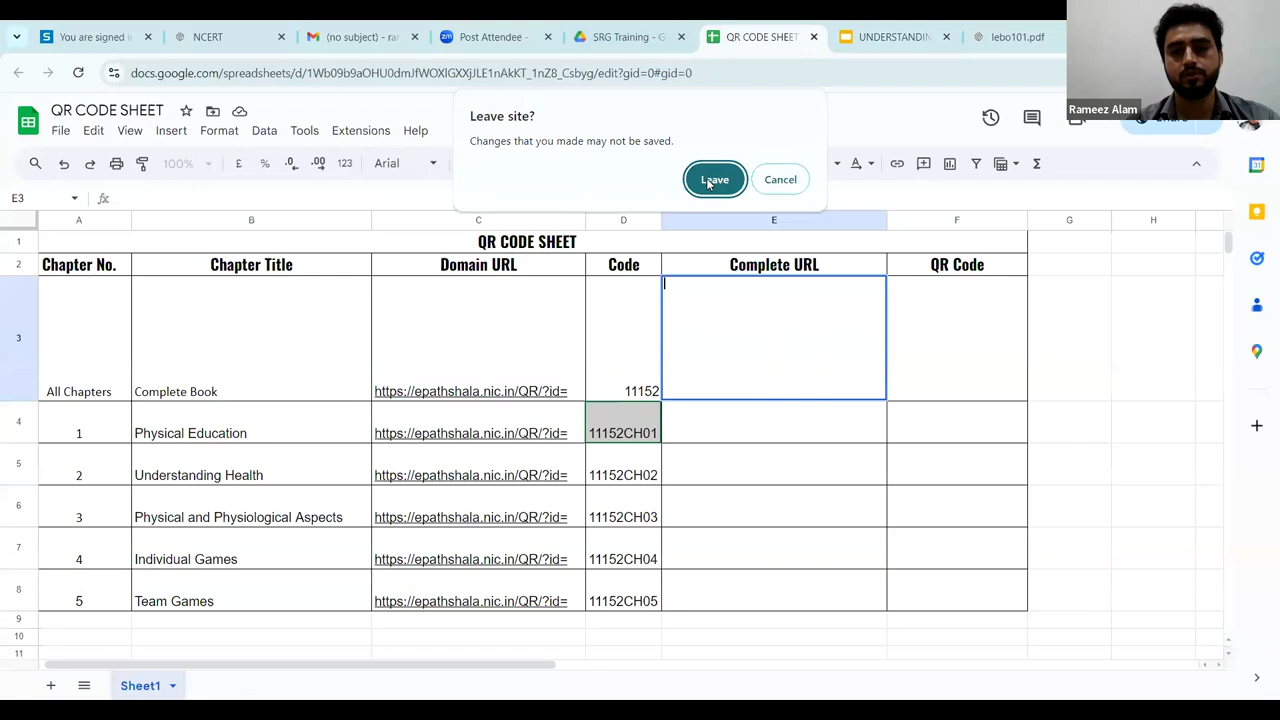 You are signed i
NCERT
(no subject) - ra
Post Attendee -
SRG Training - G
QR CODE SHEET
UNDERSTANDIN
lebo101.pdf
docs.google.com/spreadsheets/d/1Wb09b9aOHU0dmJfWOXlGXXjJLE1nAkKT_1nZ8_Csbyg/edit?gid=0#gid=0
Rameez Alam
QR CODE SHEET
File Edit View Insert Format Data Tools Extensions Help
Leave site?
Changes that you made may not be saved.
Leave Cancel
100% £ % .0 .00 123 Arial
E3 fx
A B C D E F G H
1 QR CODE SHEET
2 Chapter No. Chapter Title Domain URL Code Complete URL QR Code
3 All Chapters Complete Book https://epathshala.nic.in/QR/?id= 11152
4 1 Physical Education https://epathshala.nic.in/QR/?id= 11152CH01
5 2 Understanding Health https://epathshala.nic.in/QR/?id= 11152CH02
6 3 Physical and Physiological Aspects https://epathshala.nic.in/QR/?id= 11152CH03
7 4 Individual Games https://epathshala.nic.in/QR/?id= 11152CH04
8 5 Team Games https://epathshala.nic.in/QR/?id= 11152CH05
9
10
11
Sheet1